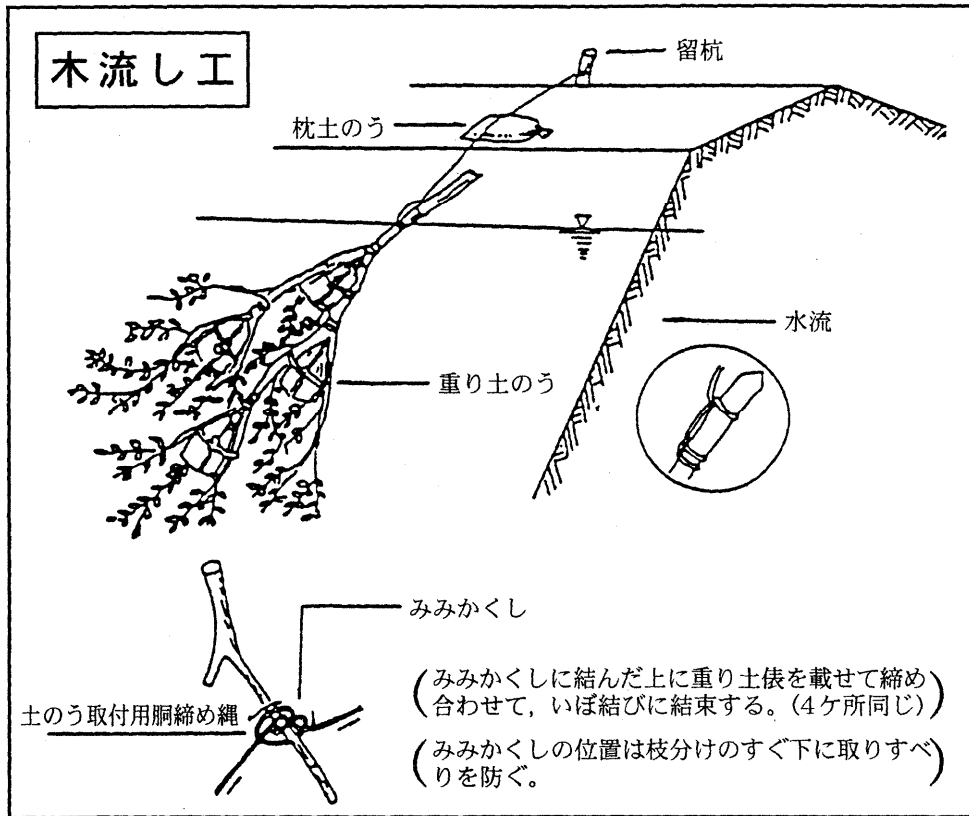 木流し工
留杭
枕土のう
水流
重り土のう
みみかくし
土のう取付用胴締め縄
(みみかくしに結んだ上に重り土俵を載せて締め
合わせて，いぼ結びに結束する。(4ケ所同じ))
(みみかくしの位置は枝分けのすぐ下に取りすべ
りを防ぐ。)